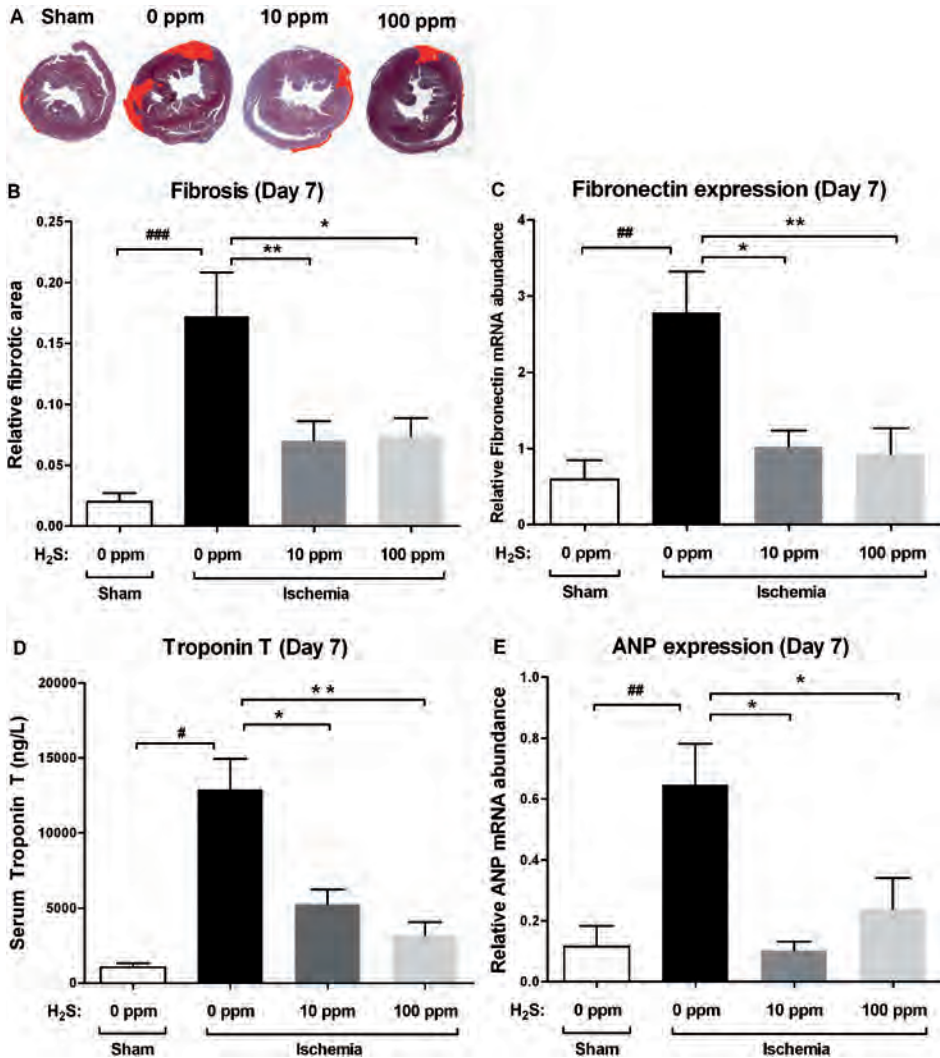 A Sham 0 ppm 10 ppm 100 ppm
B Fibrosis (Day 7)
Relative fibrotic area
0.25
0.20
0.15
0.10
0.05
0.00
###
**
*
H2S: 0 ppm 0 ppm 10 ppm 100 ppm
Sham Ischemia
C Fibronectin expression (Day 7)
Relative Fibronectin mRNA abundance
4
3
2
1
0
##
*
**
H2S: 0 ppm 0 ppm 10 ppm 100 ppm
Sham Ischemia
D Troponin T (Day 7)
Serum Troponin T (ng/L)
20000
15000
10000
5000
0
#
*
**
H2S: 0 ppm 0 ppm 10 ppm 100 ppm
Sham Ischemia
E ANP expression (Day 7)
Relative ANP mRNA abundance
1.0
0.8
0.6
0.4
0.2
0.0
##
*
*
H2S: 0 ppm 0 ppm 10 ppm 100 ppm
Sham Ischemia